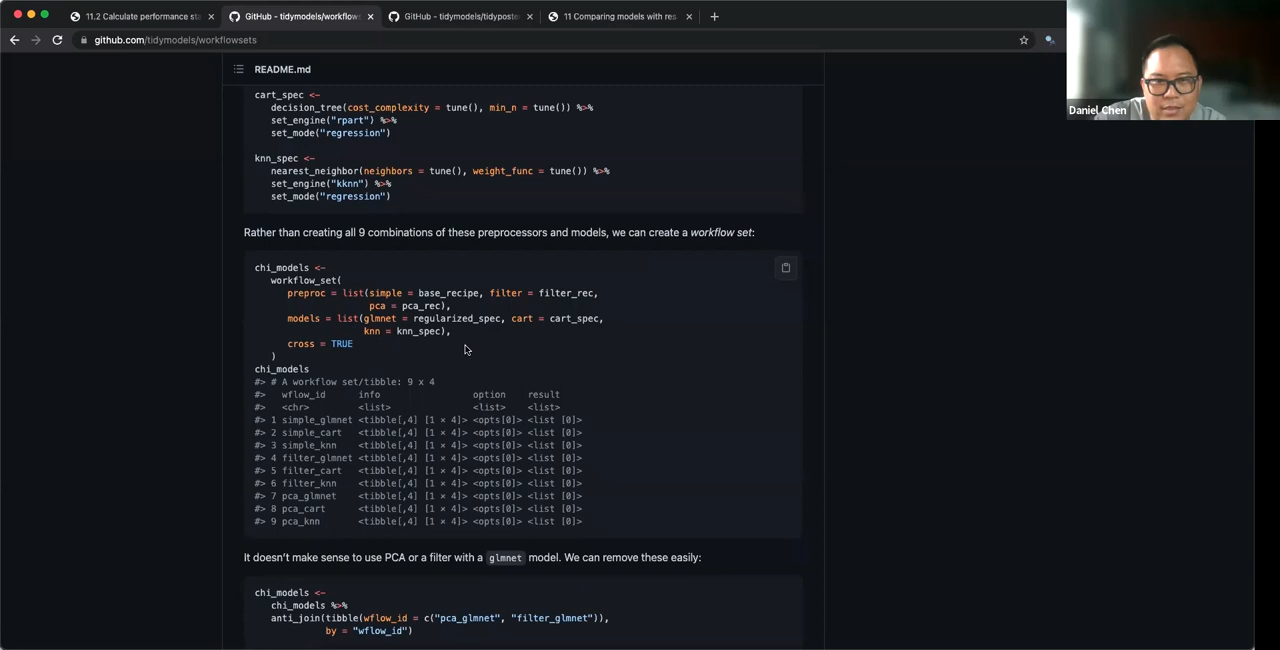 11.2 Calculate performance sta
GitHub - tidymodels/workflows
GitHub - tidymodels/tidyposte
11 Comparing models with res
github.com/tidymodels/workflowsets
Daniel Chen
README.md
cart_spec <-
decision_tree(cost_complexity = tune(), min_n = tune()) %>%
set_engine("rpart") %>%
set_mode("regression")
knn_spec <-
nearest_neighbor(neighbors = tune(), weight_func = tune()) %>%
set_engine("kknn") %>%
set_mode("regression")
Rather than creating all 9 combinations of these preprocessors and models, we can create a workflow set:
chi_models <-
workflow_set(
preproc = list(simple = base_recipe, filter = filter_rec,
pca = pca_rec),
models = list(glmnet = regularized_spec, cart = cart_spec,
knn = knn_spec),
cross = TRUE
)
chi_models
#> # A workflow set/tibble: 9 x 4
#>   wflow_id      info                 option    result
#>   <chr>         <list>               <list>    <list>
#> 1 simple_glmnet <tibble[,4] [1 × 4]> <opts[0]> <list [0]>
#> 2 simple_cart   <tibble[,4] [1 × 4]> <opts[0]> <list [0]>
#> 3 simple_knn    <tibble[,4] [1 × 4]> <opts[0]> <list [0]>
#> 4 filter_glmnet <tibble[,4] [1 × 4]> <opts[0]> <list [0]>
#> 5 filter_cart   <tibble[,4] [1 × 4]> <opts[0]> <list [0]>
#> 6 filter_knn    <tibble[,4] [1 × 4]> <opts[0]> <list [0]>
#> 7 pca_glmnet    <tibble[,4] [1 × 4]> <opts[0]> <list [0]>
#> 8 pca_cart      <tibble[,4] [1 × 4]> <opts[0]> <list [0]>
#> 9 pca_knn       <tibble[,4] [1 × 4]> <opts[0]> <list [0]>
It doesn't make sense to use PCA or a filter with a glmnet model. We can remove these easily:
chi_models <-
chi_models %>%
anti_join(tibble(wflow_id = c("pca_glmnet", "filter_glmnet")),
by = "wflow_id")